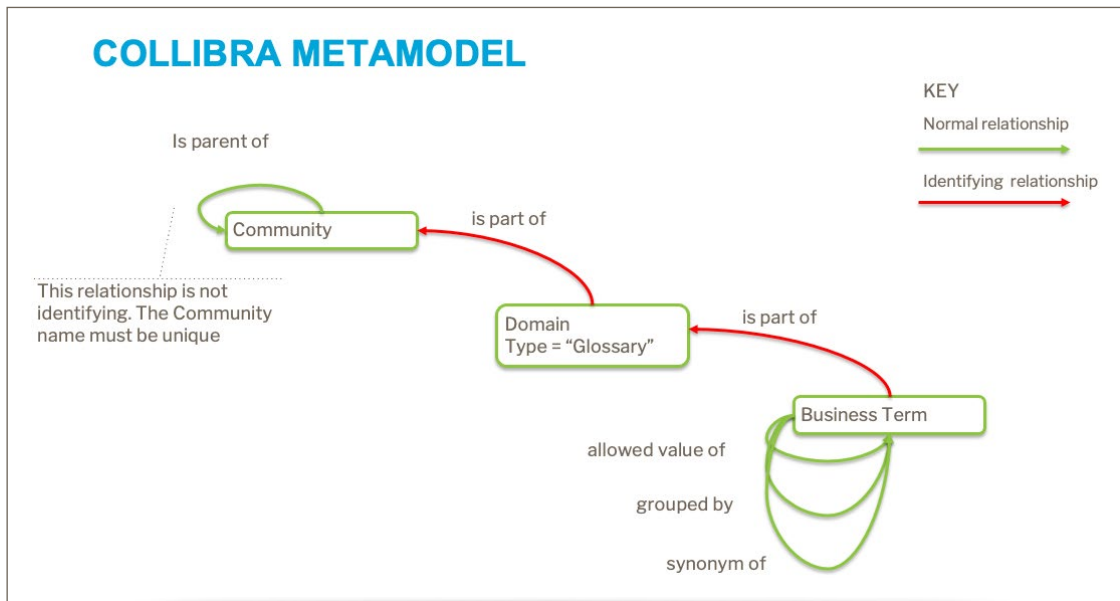 COLLIBRA METAMODEL
KEY
Normal relationship
Identifying relationship
Is parent of
Community
is part of
This relationship is not
identifying. The Community
name must be unique
Domain
Type = “Glossary”
is part of
Business Term
allowed value of
grouped by
synonym of